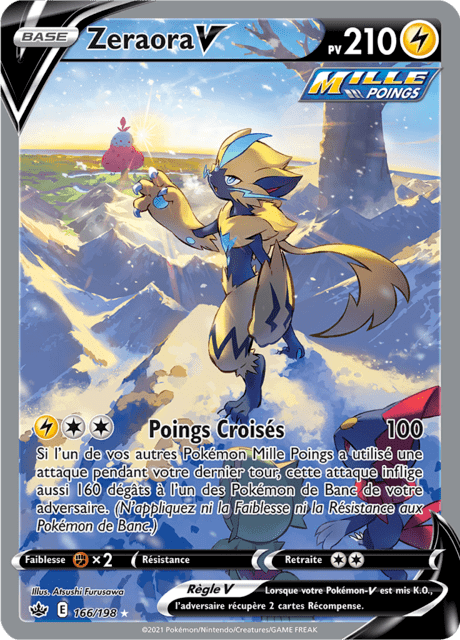 BASE Zeraora V PV 210
MILLE
POINGS
Poings Croisés 100
Si l'un de vos autres Pokémon Mille Poings a utilisé une
attaque pendant votre dernier tour, cette attaque inflige
aussi 160 dégâts à l'un des Pokémon de Banc de votre
adversaire. (N'appliquez ni la Faiblesse ni la Résistance aux
Pokémon de Banc.)
Faiblesse ×2 Résistance Retraite
Illus. Atsushi Furusawa
E 166/198
Règle V Lorsque votre Pokémon-V est mis K.O.,
l'adversaire récupère 2 cartes Récompense.
©2021 Pokémon/Nintendo/Creatures/GAME FREAK